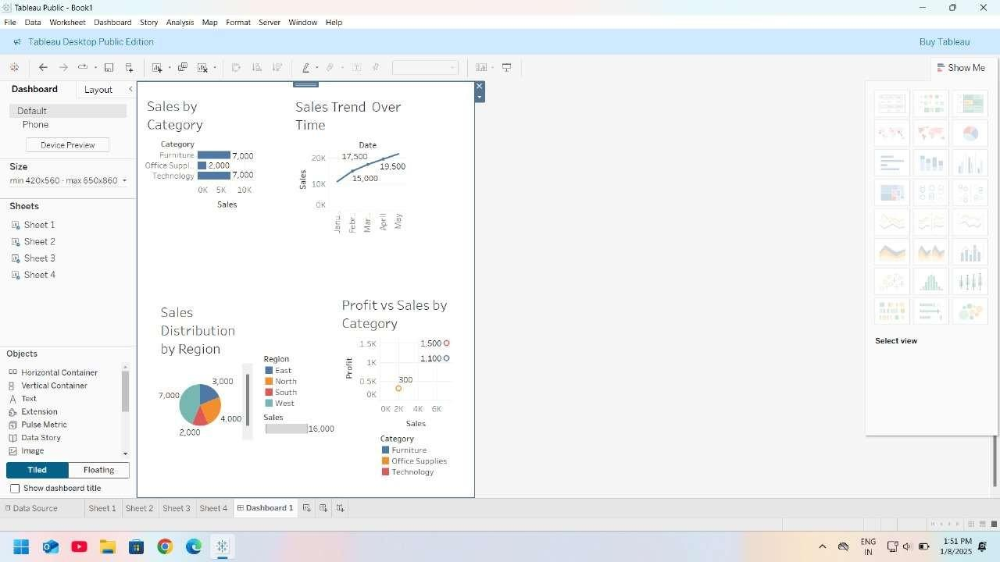 Tableau Public - Book1
File Data Worksheet Dashboard Story Analysis Map Format Server Window Help
Tableau Desktop Public Edition
Buy Tableau
Show Me
Dashboard
Layout
Default
Phone
Device Preview
Size
min 420x560 - max 650x860
Sheets
Sheet 1
Sheet 2
Sheet 3
Sheet 4
Objects
Horizontal Container
Vertical Container
Text
Extension
Pulse Metric
Data Story
Image
Tiled
Floating
Show dashboard title
Sales by
Category
Category
Furniture 7,000
Office Suppl.. 2,000
Technology 7,000
0K 5K 10K
Sales
Sales Trend Over
Time
Date
20K
10K
0K
Sales
17,500
19,500
15,000
Janu..
Febr..
Mar..
April
May
Sales
Distribution
by Region
3,000
7,000
4,000
2,000
Region
East
North
South
West
Sales
16,000
Profit vs Sales by
Category
1.5K
1K
0.5K
0K
Profit
1,500
1,100
300
0K 2K 4K 6K
Sales
Category
Furniture
Office Supplies
Technology
Select view
Data Source
Sheet 1
Sheet 2
Sheet 3
Sheet 4
Dashboard 1
ENG
IN
1:51 PM
1/8/2025